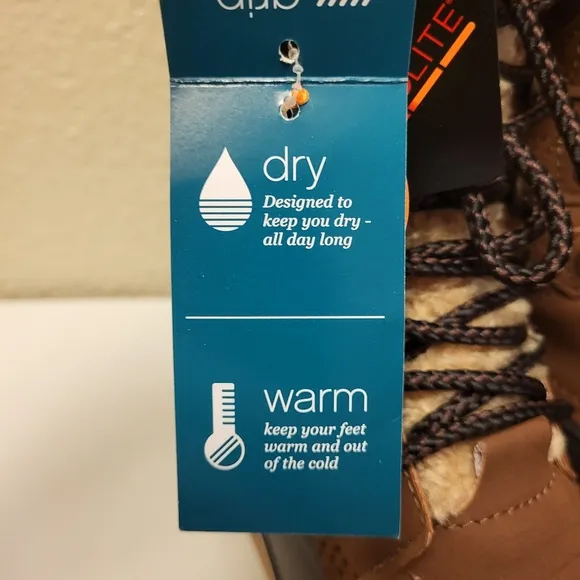 dry
Designed to
keep you dry -
all day long
warm
keep your feet
warm and out
of the cold